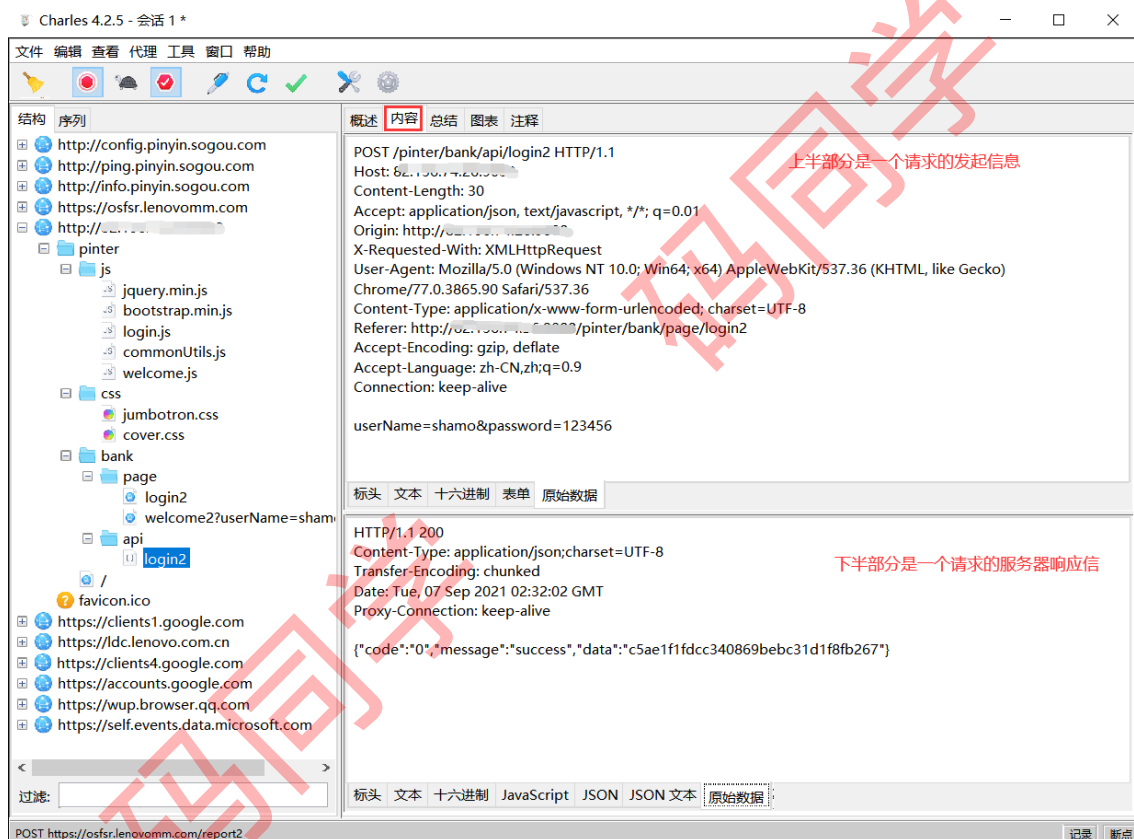 Charles 4.2.5 - 会话 1 *
文件 编辑 查看 代理 工具 窗口 帮助
结构 序列
http://config.pinyin.sogou.com
http://ping.pinyin.sogou.com
http://info.pinyin.sogou.com
https://osfsr.lenovomm.com
http://
pinter
js
jquery.min.js
bootstrap.min.js
login.js
commonUtils.js
welcome.js
css
jumbotron.css
cover.css
bank
page
login2
welcome2?userName=sham
api
login2
/
favicon.ico
https://clients1.google.com
https://ldc.lenovo.com.cn
https://clients4.google.com
https://accounts.google.com
https://wup.browser.qq.com
https://self.events.data.microsoft.com
过滤:
POST https://osfsr.lenovomm.com/report2
概述 内容 总结 图表 注释
POST /pinter/bank/api/login2 HTTP/1.1
Host:
Content-Length: 30
Accept: application/json, text/javascript, */*; q=0.01
Origin: http://
X-Requested-With: XMLHttpRequest
User-Agent: Mozilla/5.0 (Windows NT 10.0; Win64; x64) AppleWebKit/537.36 (KHTML, like Gecko)
Chrome/77.0.3865.90 Safari/537.36
Content-Type: application/x-www-form-urlencoded; charset=UTF-8
Referer: http:// /pinter/bank/page/login2
Accept-Encoding: gzip, deflate
Accept-Language: zh-CN,zh;q=0.9
Connection: keep-alive
userName=shamo&password=123456
上半部分是一个请求的发起信息
标头 文本 十六进制 表单 原始数据
HTTP/1.1 200
Content-Type: application/json;charset=UTF-8
Transfer-Encoding: chunked
Date: Tue, 07 Sep 2021 02:32:02 GMT
Proxy-Connection: keep-alive
{"code":"0","message":"success","data":"c5ae1f1fdcc340869bebc31d1f8fb267"}
下半部分是一个请求的服务器响应信
标头 文本 十六进制 JavaScript JSON JSON 文本 原始数据
记录 断点
码同学
码同学